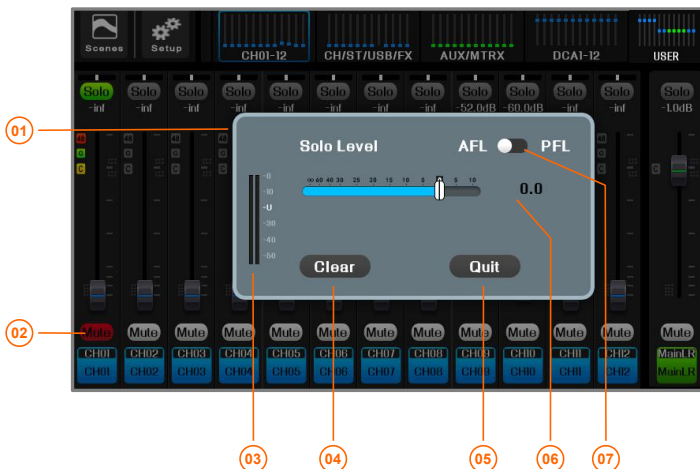 Scenes Setup CH01-12 CH/ST/USB/FX AUX/MTRX DCA1-12 USER
Solo Solo Solo Solo Solo Solo Solo Solo Solo Solo Solo Solo Solo
-inf -inf -inf -inf -inf -inf -inf -inf -52.0dB -60.0dB -inf -inf -1.0dB
01
Solo Level AFL PFL
∞ 60 40 30 25 20 15 10 5 0 5 10
0.0
-0
-10
-U
-30
-40
-50
Clear Quit
02
Mute Mute Mute Mute Mute Mute Mute Mute Mute Mute Mute Mute Mute
CH01 CH02 CH03 CH04 CH05 CH06 CH07 CH08 CH09 CH10 CH11 CH12 MainLR
CH01 CH02 CH03 CH04 CH05 CH06 CH07 CH08 CH09 CH10 CH11 CH12 MainLR
03 04 05 06 07